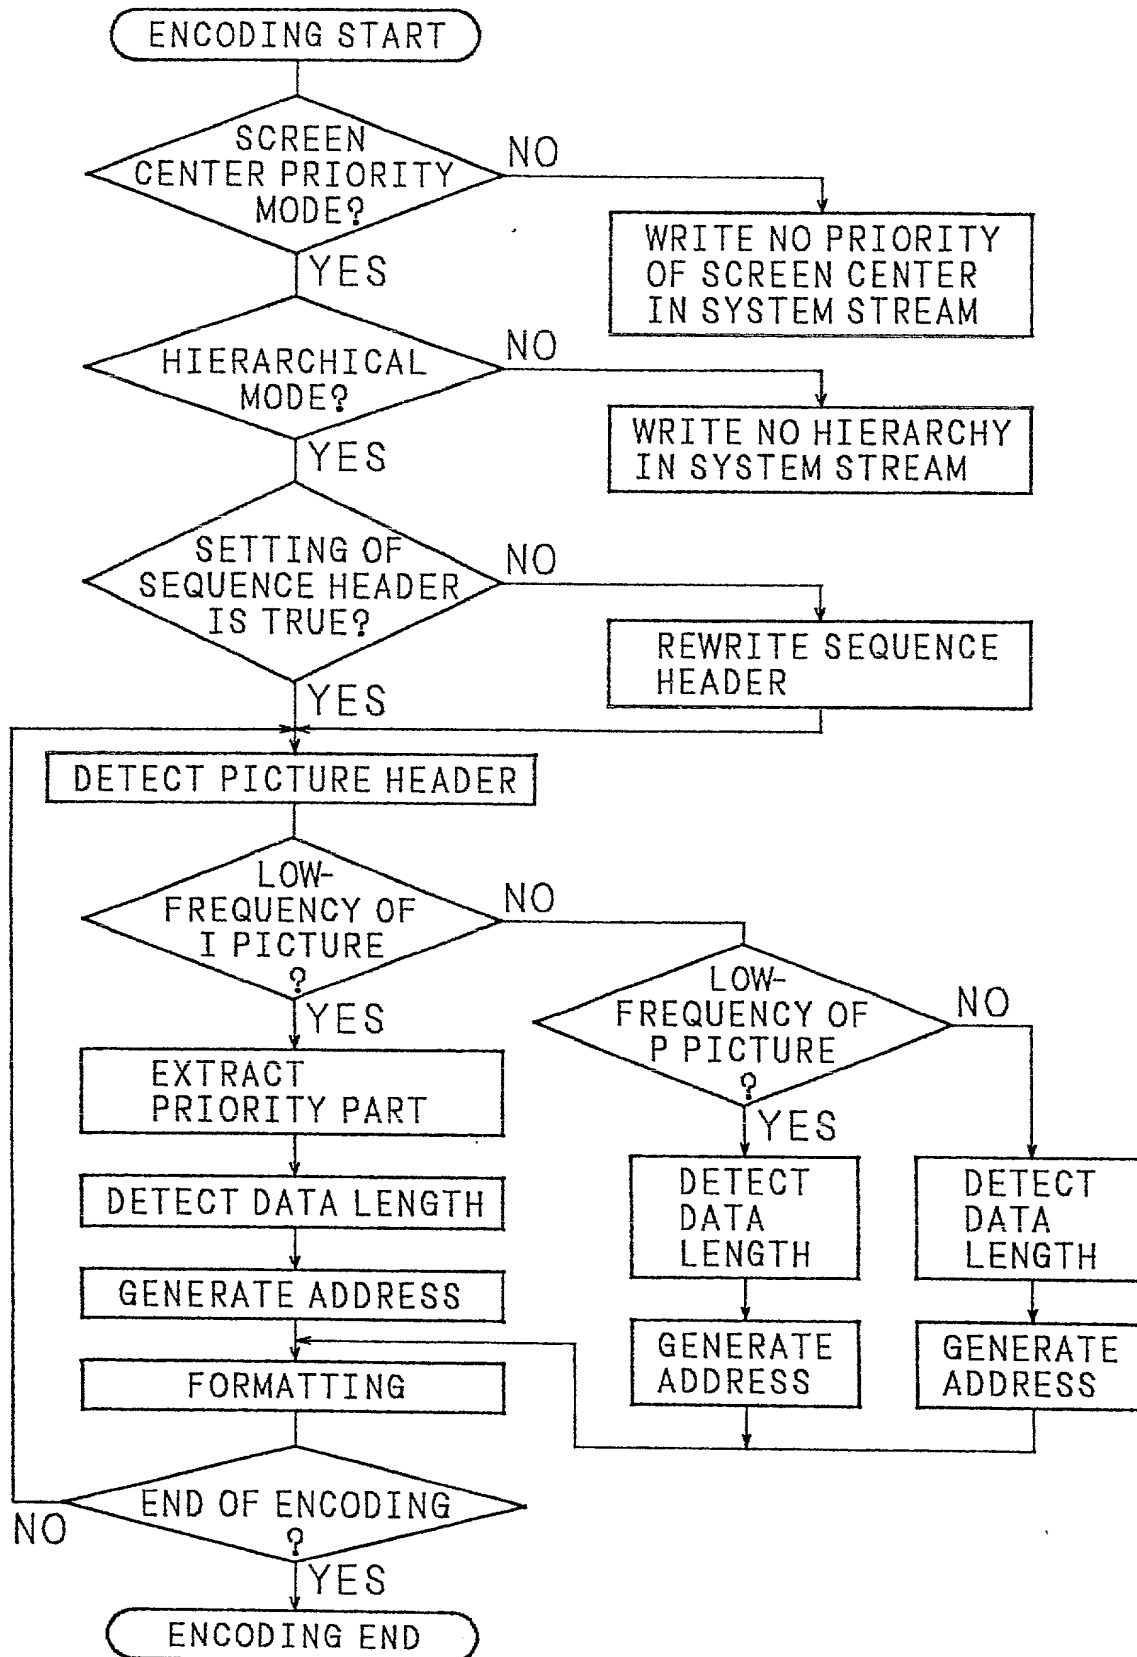 ENCODING START
SCREEN
CENTER PRIORITY
MODE?
NO
YES
WRITE NO PRIORITY
OF SCREEN CENTER
IN SYSTEM STREAM
HIERARCHICAL
MODE?
NO
YES
WRITE NO HIERARCHY
IN SYSTEM STREAM
SETTING OF
SEQUENCE HEADER
IS TRUE?
NO
YES
REWRITE SEQUENCE
HEADER
DETECT PICTURE HEADER
LOW-
FREQUENCY OF
I PICTURE
?
NO
YES
LOW-
FREQUENCY OF
P PICTURE
?
NO
YES
EXTRACT
PRIORITY PART
DETECT DATA LENGTH
GENERATE ADDRESS
DETECT
DATA
LENGTH
GENERATE
ADDRESS
DETECT
DATA
LENGTH
GENERATE
ADDRESS
FORMATTING
END OF ENCODING
?
NO
YES
ENCODING END